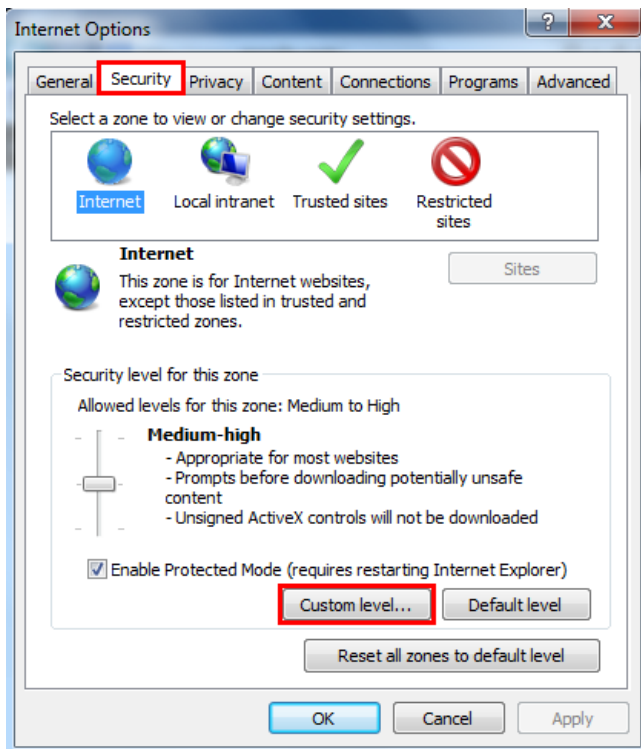 Internet Options
?
X
General Security Privacy Content Connections Programs Advanced
Select a zone to view or change security settings.
Internet Local intranet Trusted sites Restricted
sites
Internet
Sites
This zone is for Internet websites,
except those listed in trusted and
restricted zones.
Security level for this zone
Allowed levels for this zone: Medium to High
Medium-high
- Appropriate for most websites
- Prompts before downloading potentially unsafe
content
- Unsigned ActiveX controls will not be downloaded
Enable Protected Mode (requires restarting Internet Explorer)
Custom level... Default level
Reset all zones to default level
OK Cancel Apply